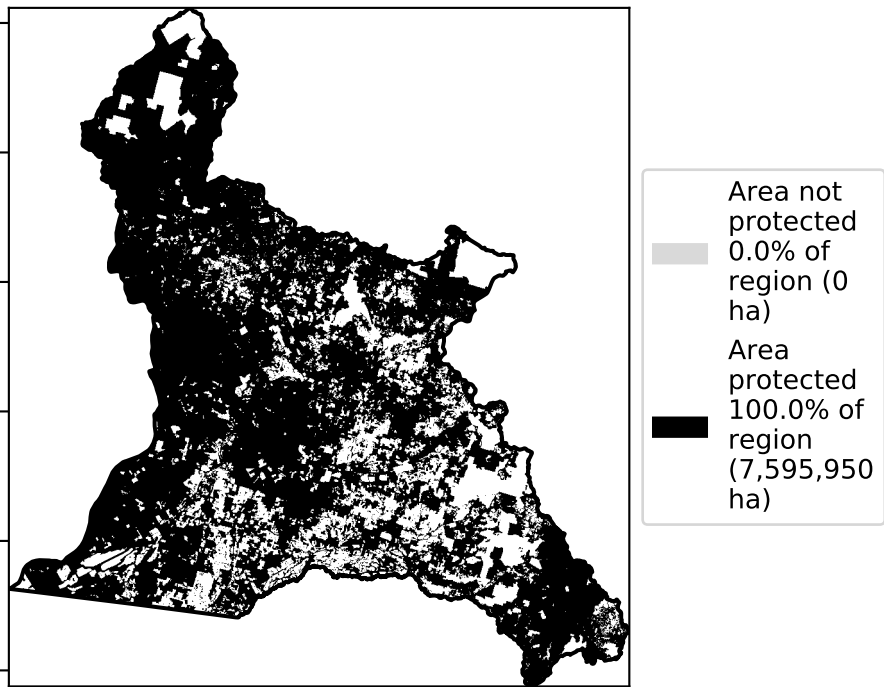 Area not
protected
0.0% of
region (0
ha)
Area
protected
100.0% of
region
(7,595,950
ha)